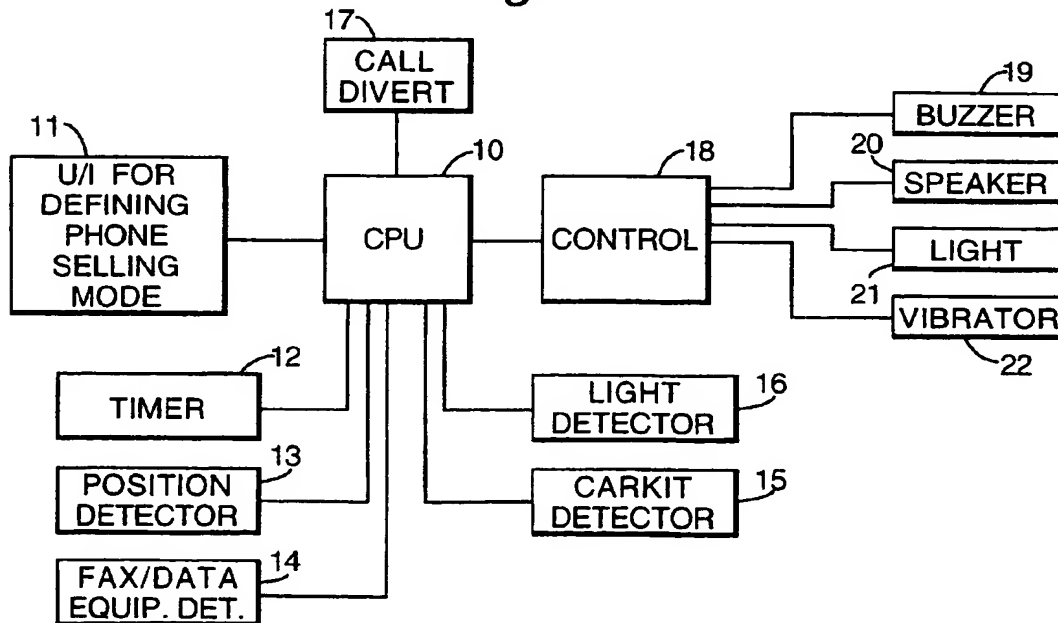 17
CALL
DIVERT
11
U/I FOR
DEFINING
PHONE
SELLING
MODE
10
CPU
18
CONTROL
19
BUZZER
20
SPEAKER
LIGHT
21
VIBRATOR
22
12
TIMER
13
POSITION
DETECTOR
14
FAX/DATA
EQUIP. DET.
LIGHT
DETECTOR
16
CARKIT
DETECTOR
15